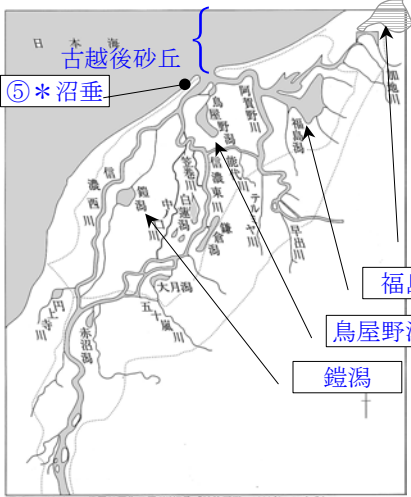 日本海
古越後砂丘
⑤＊沼垂
加治川
阿賀野川
鳥屋野潟
福島潟
能代川
笠巻川
信濃東川
信濃西川
鎧潟
中ノ口川
白蓮潟
鎌倉潟
早出川
大月潟
五十嵐川
円上寺川
赤沼潟
福島
鳥屋野潟
鎧潟